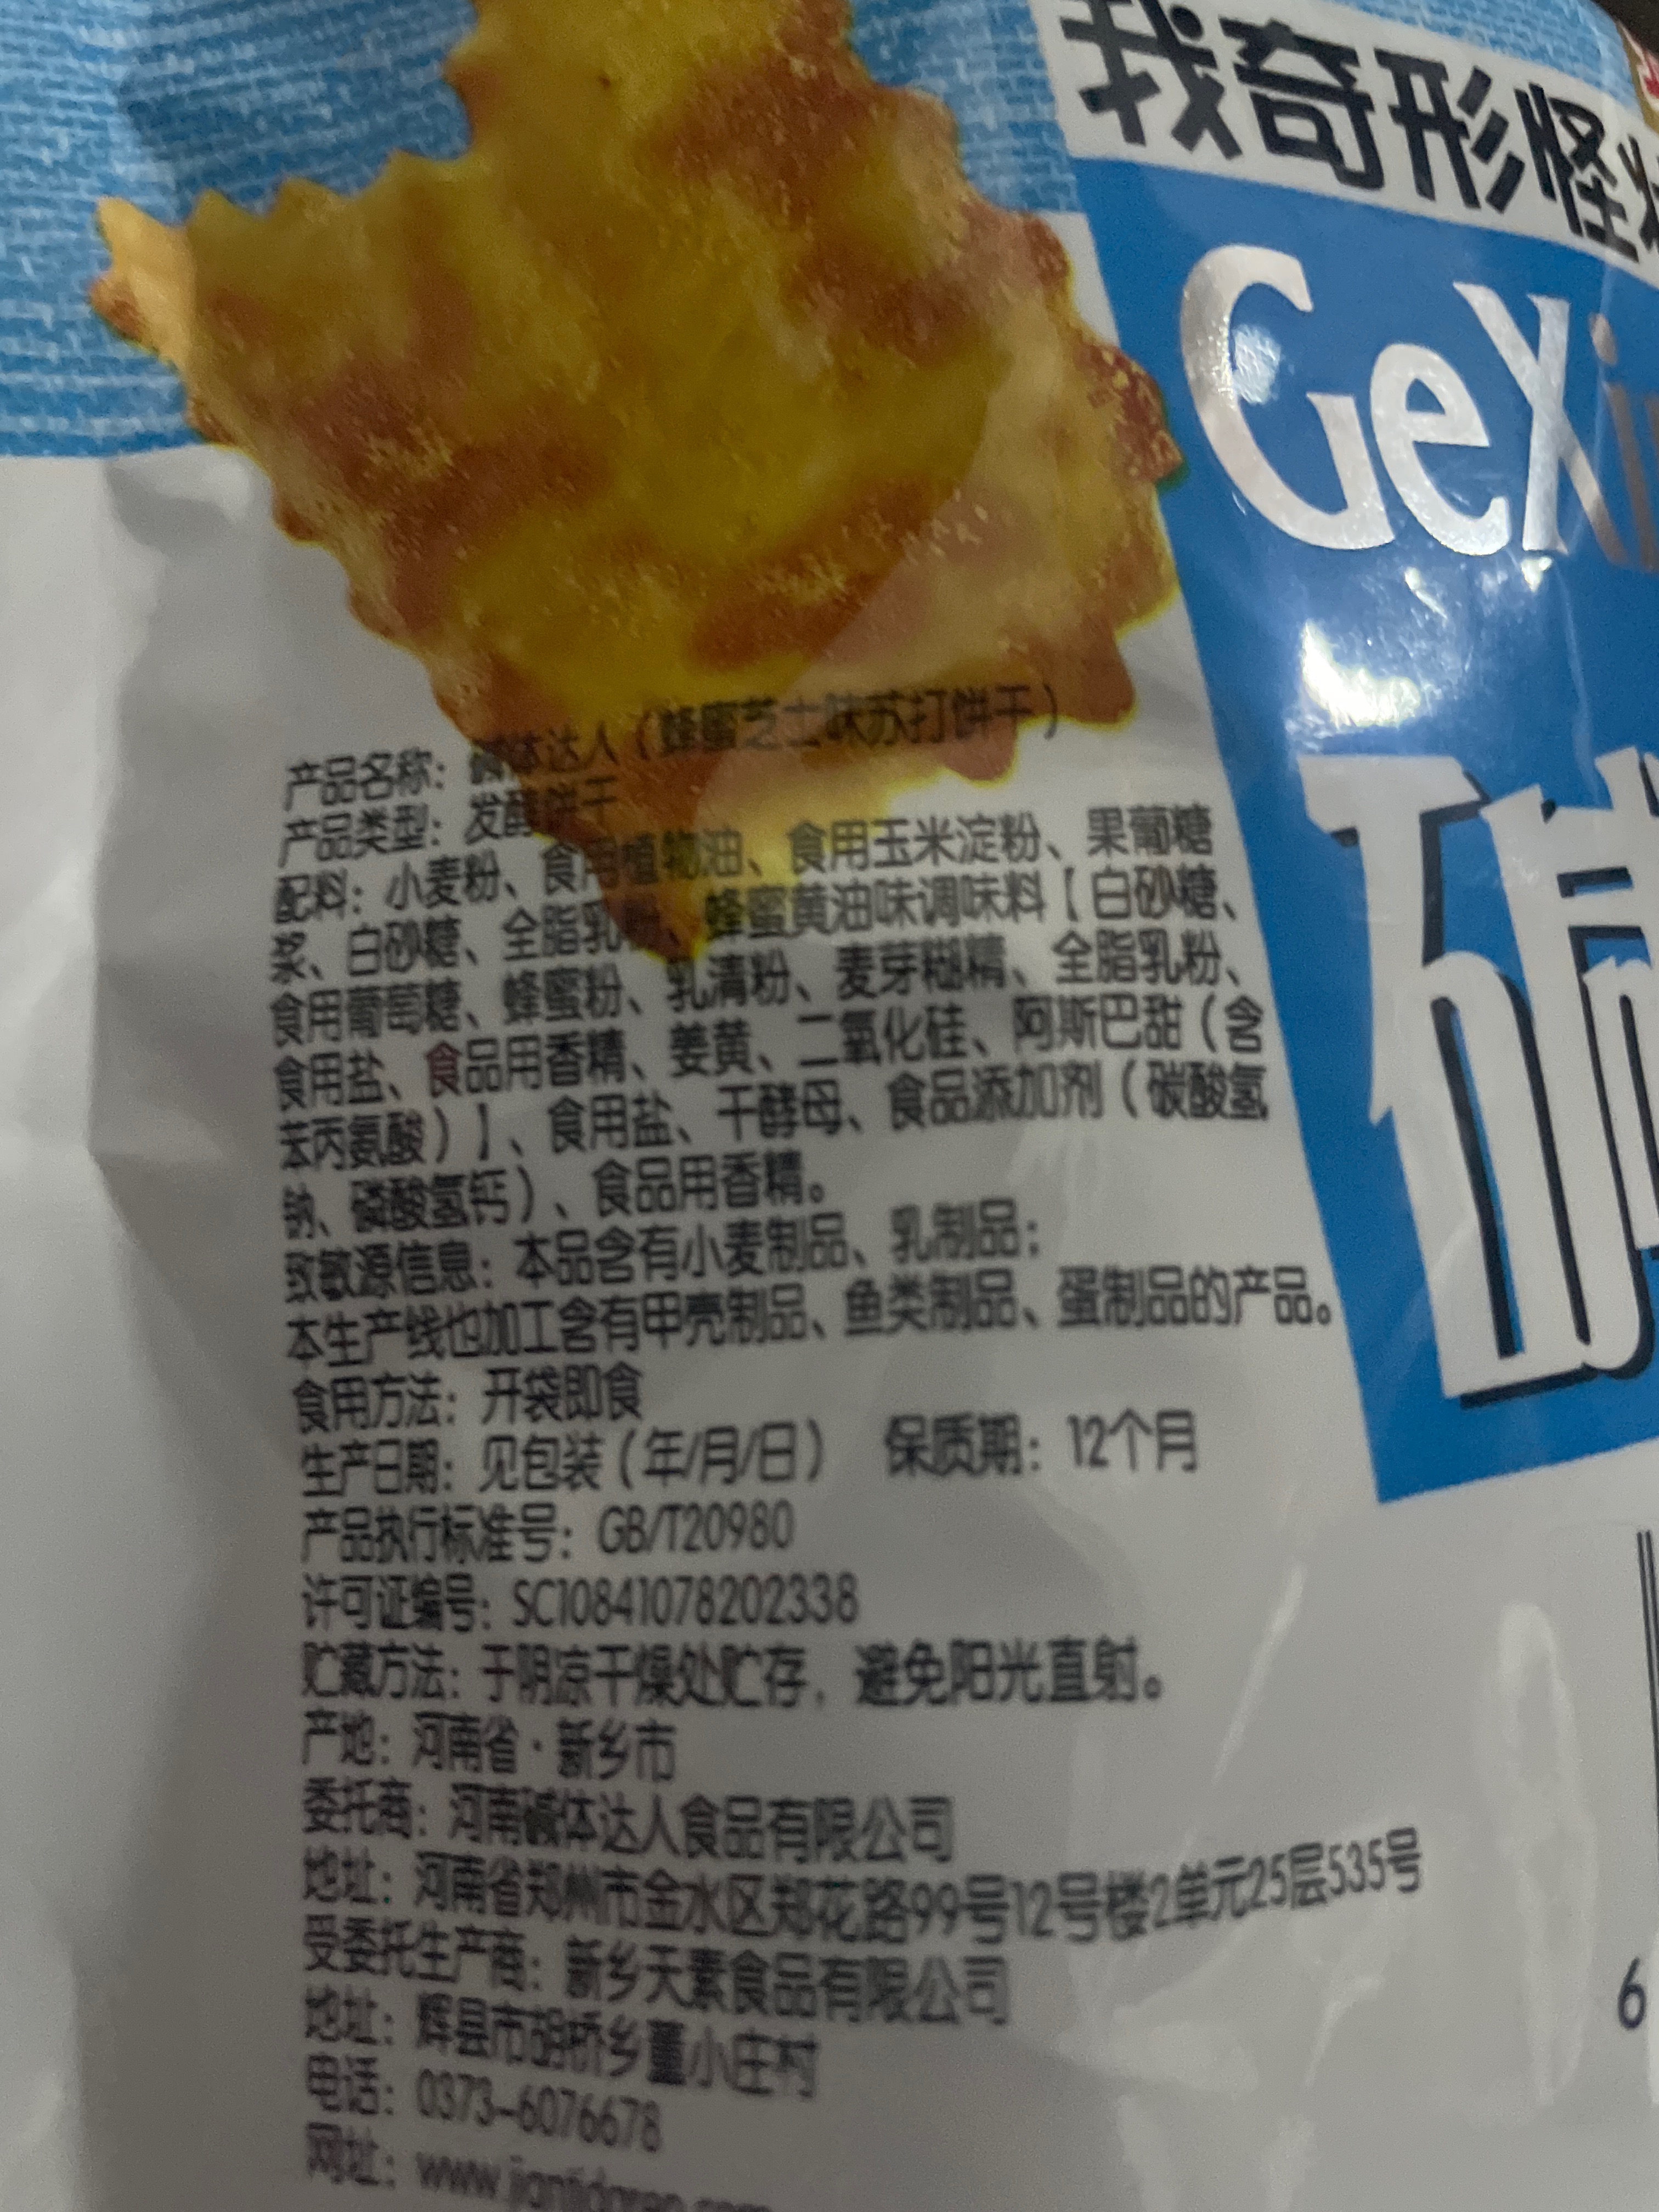 我奇形怪
GeXi
产品名称：碱体达人（蜂蜜芝士味苏打饼干）
产品类型：发酵饼干
配料：小麦粉、食用植物油、食用玉米淀粉、果葡糖
浆、白砂糖、全脂乳粉、蜂蜜黄油味调味料【白砂糖、
食用葡萄糖、蜂蜜粉、乳清粉、麦芽糊精、全脂乳粉、
食用盐、食品用香精、姜黄、二氧化硅、阿斯巴甜（含
苯丙氨酸）】、食用盐、干酵母、食品添加剂（碳酸氢
钠、磷酸氢钙）、食品用香精。
致敏源信息：本品含有小麦制品、乳制品；
本生产线也加工含有甲壳制品、鱼类制品、蛋制品的产品。
食用方法：开袋即食
生产日期：见包装（年/月/日） 保质期：12个月
产品执行标准号：GB/T20980
许可证编号：SC10841078202338
贮藏方法：于阴凉干燥处贮存，避免阳光直射。
产地：河南省·新乡市
委托商：河南碱体达人食品有限公司
地址：河南省郑州市金水区郑花路99号12号楼2单元25层535号
受委托生产商：新乡天素食品有限公司
地址：辉县市胡桥乡董小庄村
电话：0373-6076678
网址：www.jiantidaren.com
6